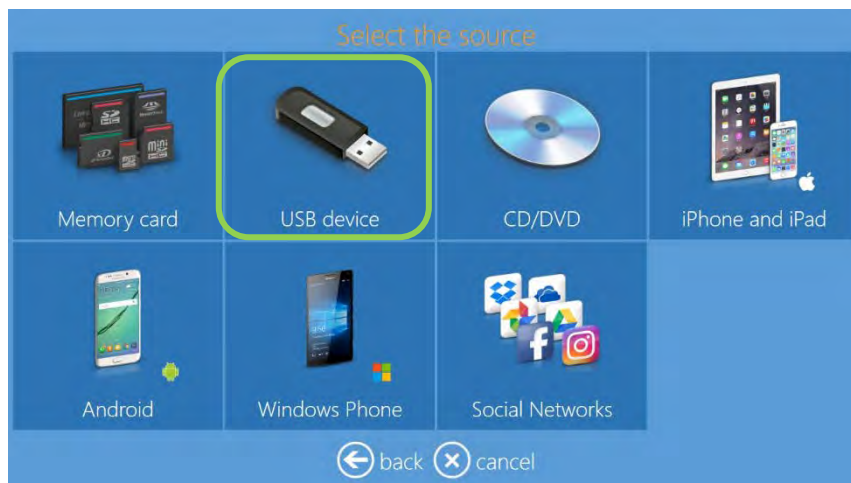 Select the source
Memory card
USB device
CD/DVD
iPhone and iPad
Android
Windows Phone
Social Networks
back cancel